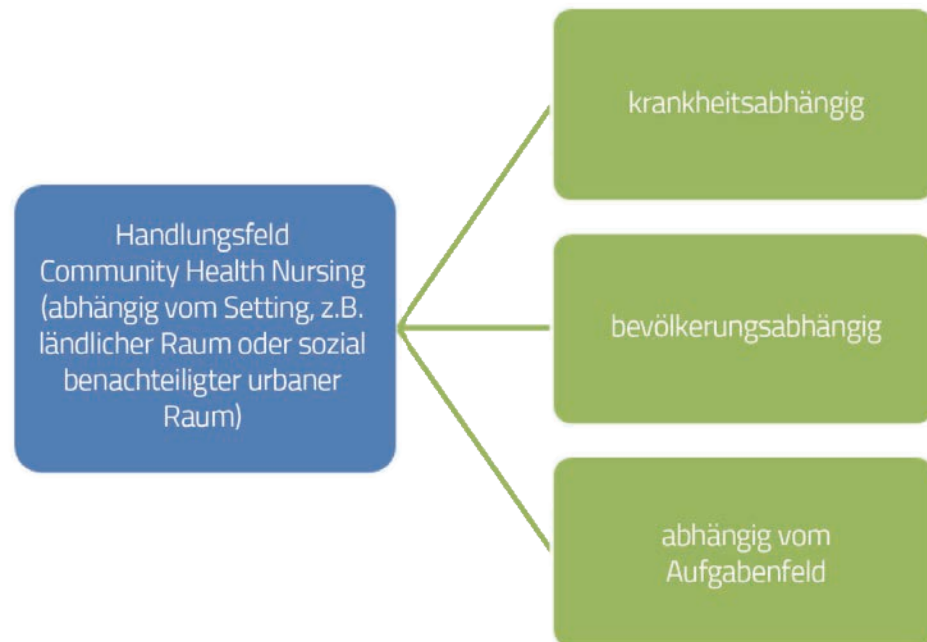 Handlungsfeld
Community Health Nursing
(abhängig vom Setting, z.B.
ländlicher Raum oder sozial
benachteiligter urbaner
Raum)
krankheitsabhängig
bevölkerungsabhängig
abhängig vom
Aufgabenfeld